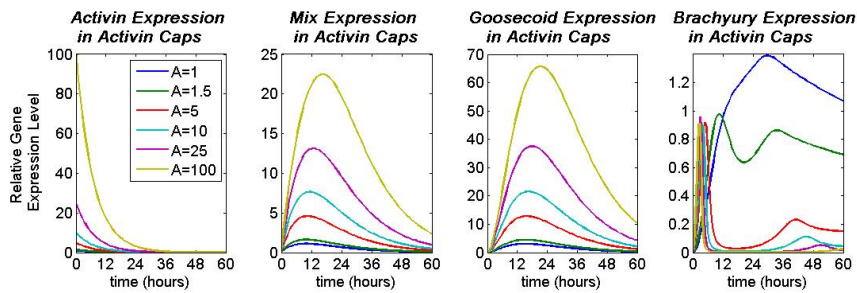 Activin Expression
in Activin Caps
Mix Expression
in Activin Caps
Goosecoid Expression
in Activin Caps
Brachyury Expression
in Activin Caps
Relative Gene
Expression Level
100
80
60
40
20
0
A=1
A=1.5
A=5
A=10
A=25
A=100
0 12 24 36 48 60
time (hours)
25
20
15
10
5
0
0 12 24 36 48 60
time (hours)
70
60
50
40
30
20
10
0
0 12 24 36 48 60
time (hours)
1.2
1
0.8
0.6
0.4
0.2
0
0 12 24 36 48 60
time (hours)